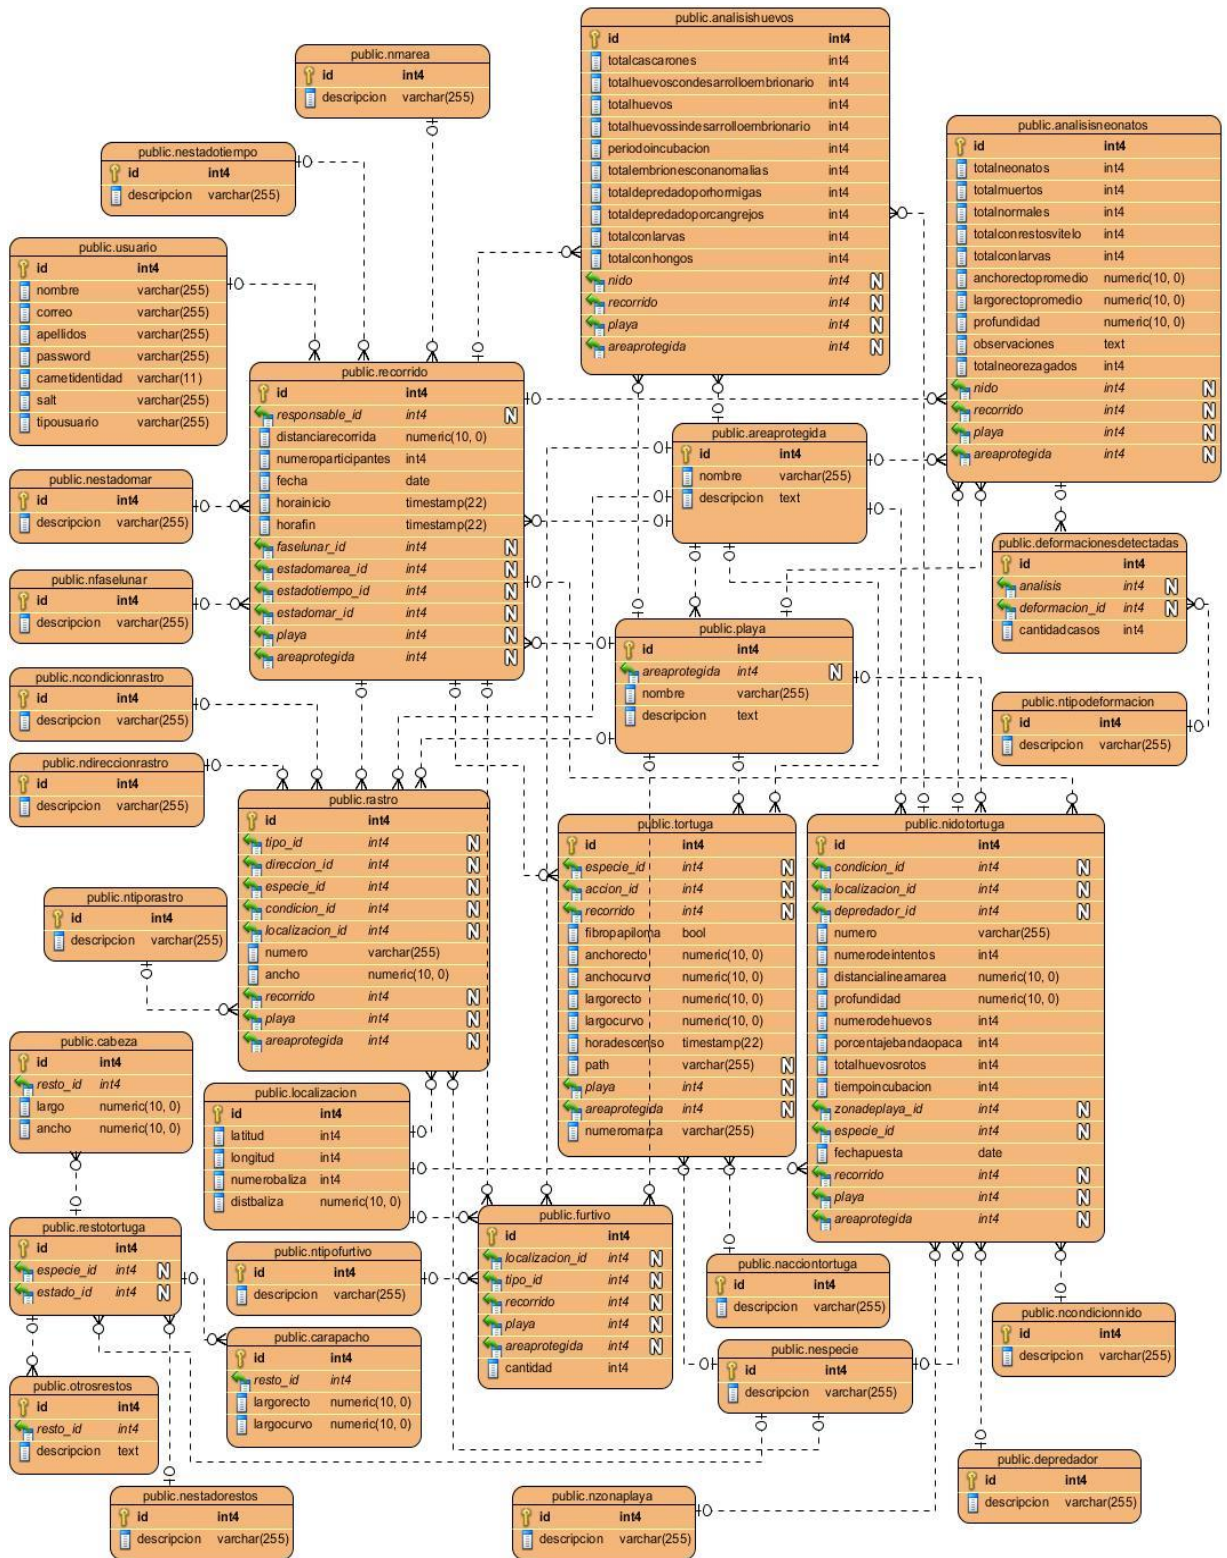 public.analisishuevos
id int4
totalcascarones int4
totalhuevoscondesarrolloembrionario int4
totalhuevos int4
totalhuevossindesarrolloembrionario int4
periodoincubacion int4
totalembrionesconanomalias int4
totaldepredadoporhormigas int4
totaldepredadoporcangrejos int4
totalconlarvas int4
totalconhongos int4
nido int4 N
recorrido int4 N
playa int4 N
areaprotegida int4 N
public.nmarea
id int4
descripcion varchar(255)
public.analisisneonatos
id int4
totalneonatos int4
totalmuertos int4
totalnormales int4
totalconrestosvitelo int4
totalconlarvas int4
anchorectopromedio numeric(10, 0)
largorectopromedio numeric(10, 0)
profundidad numeric(10, 0)
observaciones text
totalneorezagados int4
nido int4 N
recorrido int4 N
playa int4 N
areaprotegida int4 N
public.nestadotiempo
id int4
descripcion varchar(255)
public.usuario
id int4
nombre varchar(255)
correo varchar(255)
apellidos varchar(255)
password varchar(255)
carnetidentidad varchar(11)
salt varchar(255)
tipousuario varchar(255)
public.recorrido
id int4
responsable_id int4 N
distanciarecorrida numeric(10, 0)
numeroparticipantes int4
fecha date
horainicio timestamp(22)
horafin timestamp(22)
faselunar_id int4 N
estadomarea_id int4 N
estadotiempo_id int4 N
estadomar_id int4 N
playa int4 N
areaprotegida int4 N
public.areaprotegida
id int4
nombre varchar(255)
descripcion text
public.nestadomar
id int4
descripcion varchar(255)
public.deformacionesdetectadas
id int4
analisis int4 N
deformacion_id int4 N
cantidadcasos int4
public.nfaselunar
id int4
descripcion varchar(255)
public.playa
id int4
areaprotegida int4 N
nombre varchar(255)
descripcion text
public.ncondicionrastro
id int4
descripcion varchar(255)
public.ntipodeformacion
id int4
descripcion varchar(255)
public.ndireccionrastro
id int4
descripcion varchar(255)
public.rastro
id int4
tipo_id int4 N
direccion_id int4 N
especie_id int4 N
condicion_id int4 N
localizacion_id int4 N
numero varchar(255)
ancho numeric(10, 0)
recorrido int4 N
playa int4 N
areaprotegida int4 N
public.tortuga
id int4
especie_id int4 N
accion_id int4 N
recorrido int4 N
fibropapiloma bool
anchorecto numeric(10, 0)
anchocurvo numeric(10, 0)
largorecto numeric(10, 0)
largocurvo numeric(10, 0)
horadescenso timestamp(22)
path varchar(255) N
playa int4 N
areaprotegida int4 N
numeromarca varchar(255)
public.nidotortuga
id int4
condicion_id int4 N
localizacion_id int4 N
depredador_id int4 N
numero varchar(255)
numerodeintentos int4
distancialineamarea numeric(10, 0)
profundidad numeric(10, 0)
numerodehuevos int4
porcentajebandaopaca int4
totalhuevosrotos int4
tiempoincubacion int4
zonadeplaya_id int4 N
especie_id int4 N
fechapuesta date
recorrido int4 N
playa int4 N
areaprotegida int4 N
public.ntiporastro
id int4
descripcion varchar(255)
public.cabeza
id int4
resto_id int4
largo numeric(10, 0)
ancho numeric(10, 0)
public.localizacion
id int4
latitud int4
longitud int4
numerobaliza int4
distbaliza numeric(10, 0)
public.restotortuga
id int4
especie_id int4 N
estado_id int4 N
public.furtivo
id int4
localizacion_id int4 N
tipo_id int4 N
recorrido int4 N
playa int4 N
areaprotegida int4 N
cantidad int4
public.ntipofurtivo
id int4
descripcion varchar(255)
public.nacciontortuga
id int4
descripcion varchar(255)
public.ncondicionnido
id int4
descripcion varchar(255)
public.carapacho
id int4
resto_id int4
largorecto numeric(10, 0)
largocurvo numeric(10, 0)
public.nespecie
id int4
descripcion varchar(255)
public.otrosrestos
id int4
resto_id int4
descripcion text
public.depredador
id int4
descripcion varchar(255)
public.nestadorestos
id int4
descripcion varchar(255)
public.nzonaplaya
id int4
descripcion varchar(255)